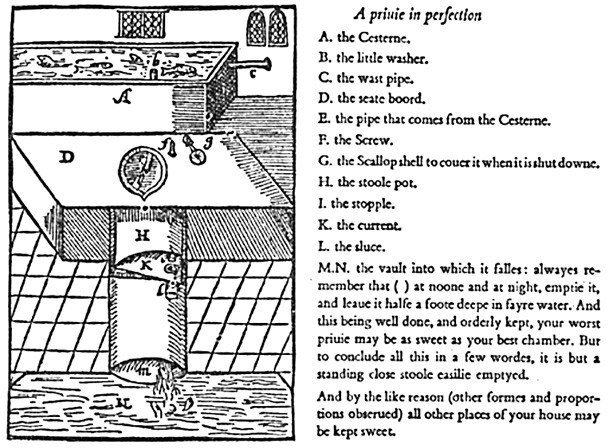 b
c
A
D
g
H
K
l
m
A priuie in perfection
A. the Cesterne.
B. the little washer.
C. the wast pipe.
D. the seate boord.
E. the pipe that comes from the Cesterne.
F. the Screw.
G. the Scallop shell to couer it when it is shut downe.
H. the stoole pot.
I. the stopple.
K. the current.
L. the sluce.
M.N. the vault into which it falles: alwayes re-
member that ( ) at noone and at night, emptie it,
and leaue it halfe a foote deepe in fayre water. And
this being well done, and orderly kept, your worst
priuie may be as sweet as your best chamber. But
to conclude all this in a few wordes, it is but a
standing close stoole easilie emptyed.
And by the like reason (other formes and propor-
tions obserued) all other places of your house may
be kept sweet.